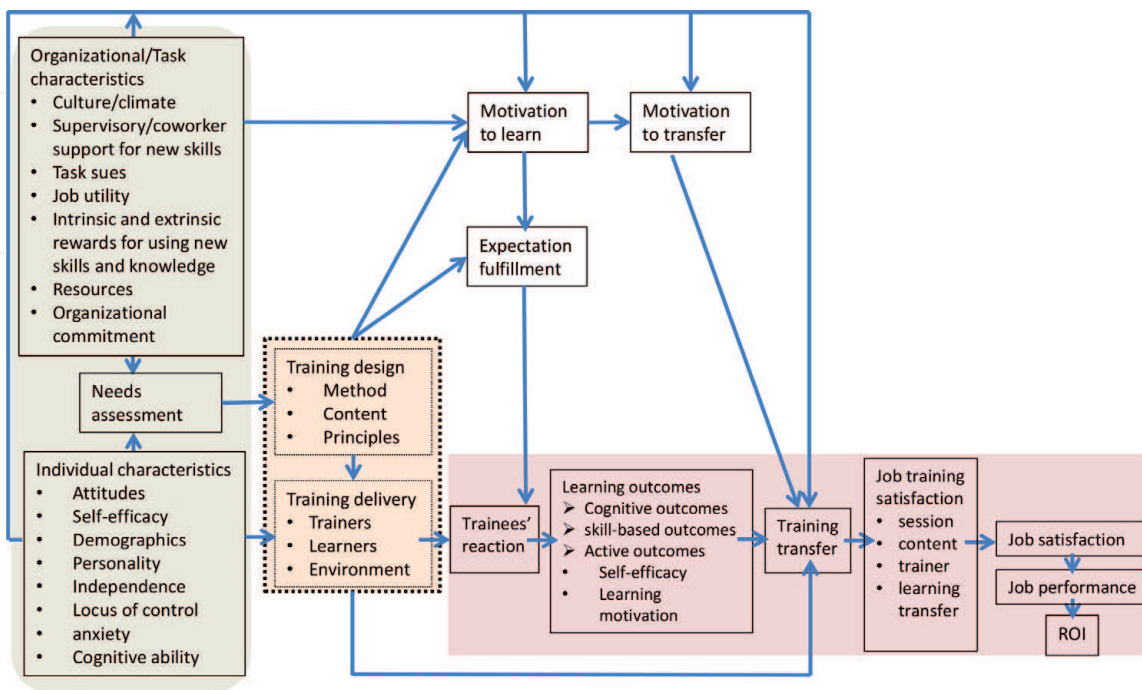 Organizational/Task
characteristics
• Culture/climate
• Supervisory/coworker
support for new skills
• Task sues
• Job utility
• Intrinsic and extrinsic
rewards for using new
skills and knowledge
• Resources
• Organizational
commitment
Needs
assessment
Individual characteristics
• Attitudes
• Self-efficacy
• Demographics
• Personality
• Independence
• Locus of control
• anxiety
• Cognitive ability
Motivation
to learn
Motivation
to transfer
Expectation
fulfillment
Training design
• Method
• Content
• Principles
Training delivery
• Trainers
• Learners
• Environment
Trainees’
reaction
Learning outcomes
➢ Cognitive outcomes
➢ skill-based outcomes
➢ Active outcomes
• Self-efficacy
• Learning
motivation
Training
transfer
Job training
satisfaction
• session
• content
• trainer
• learning
transfer
Job satisfaction
Job performance
ROI